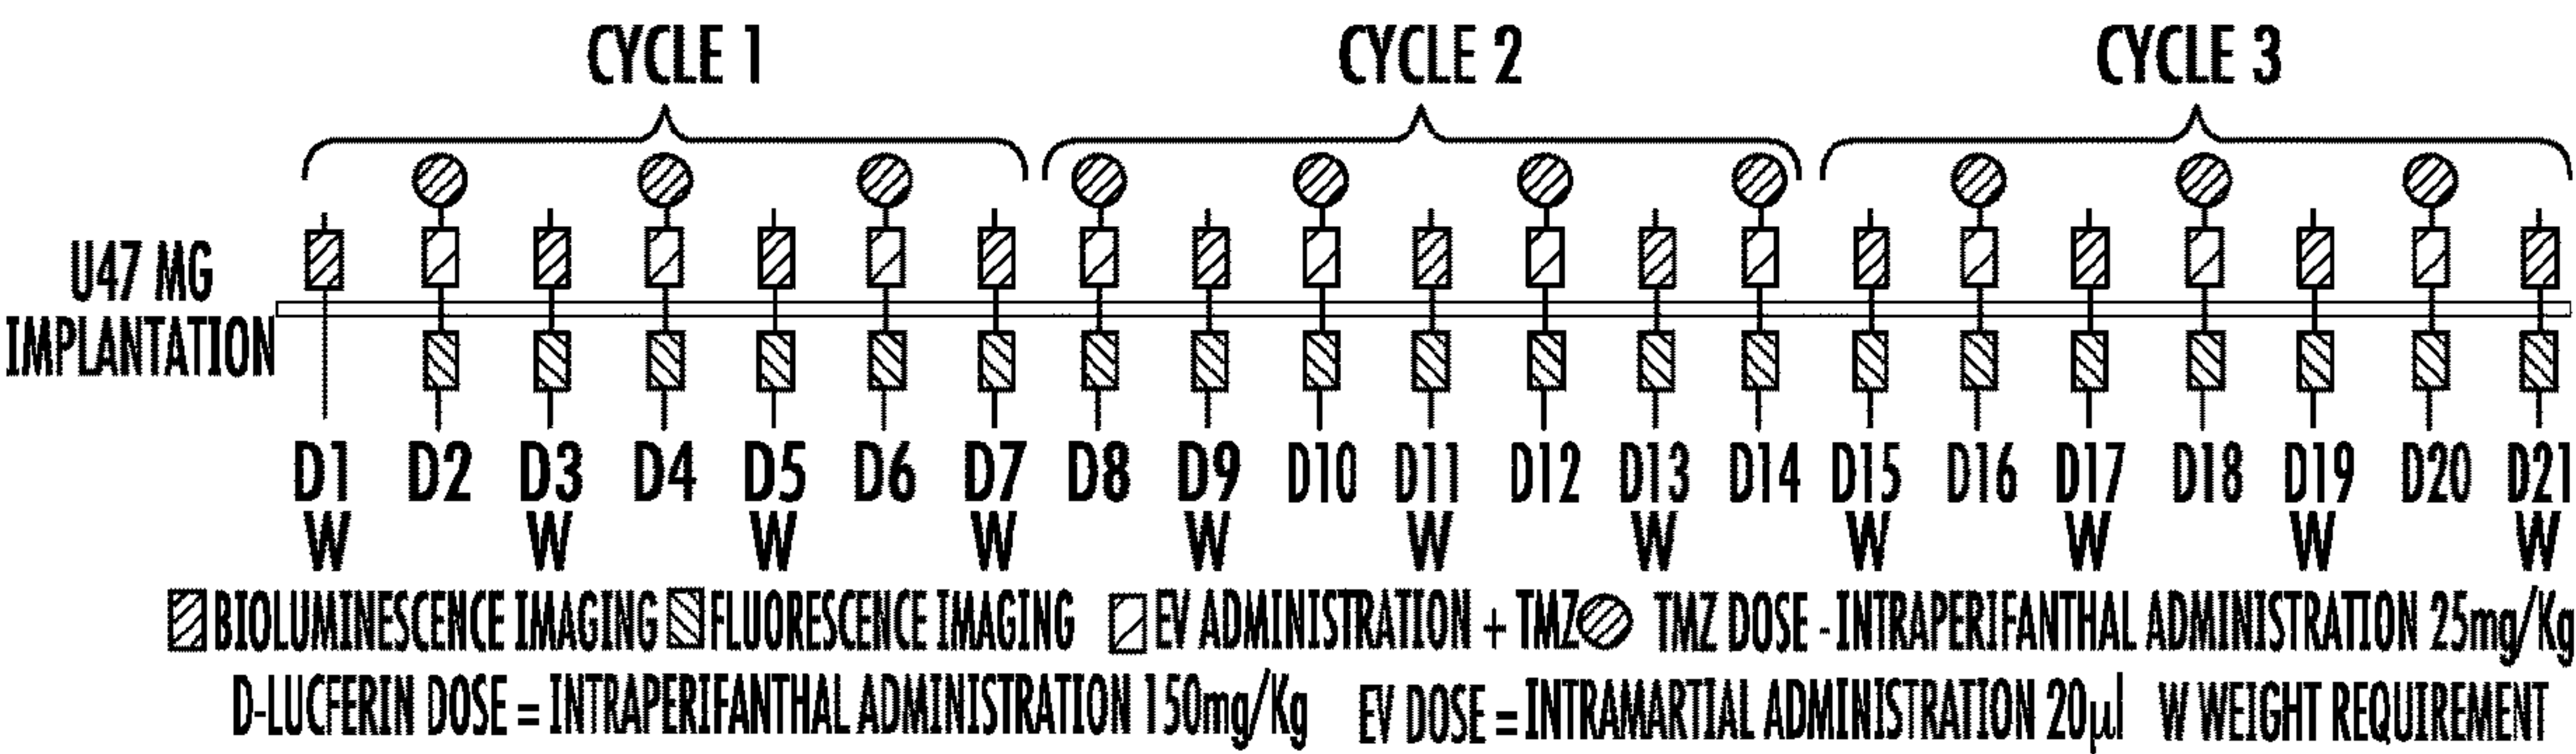 CYCLE 1 CYCLE 2 CYCLE 3
U47 MG
IMPLANTATION
D1 D2 D3 D4 D5 D6 D7 D8 D9 D10 D11 D12 D13 D14 D15 D16 D17 D18 D19 D20 D21
W W W W W W W W W W W
BIOLUMINESCENCE IMAGING FLUORESCENCE IMAGING EV ADMINISTRATION + TMZ TMZ DOSE - INTRAPERIFANTHAL ADMINISTRATION 25mg/Kg
D-LUCFERIN DOSE = INTRAPERIFANTHAL ADMINISTRATION 150mg/Kg EV DOSE = INTRAMARTIAL ADMINISTRATION 20µl W WEIGHT REQUIREMENT